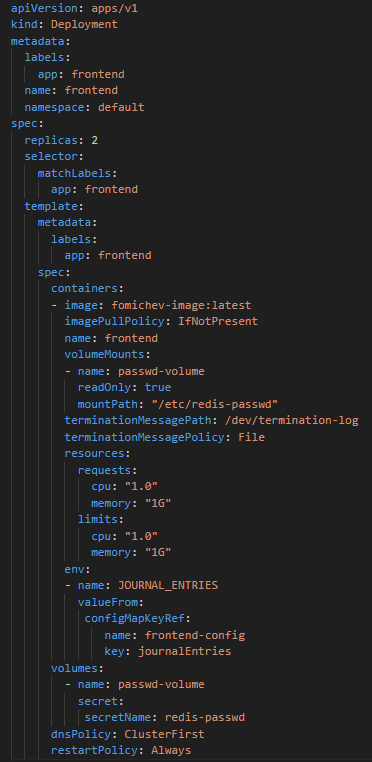 apiVersion: apps/v1
kind: Deployment
metadata:
  labels:
    app: frontend
  name: frontend
  namespace: default
spec:
  replicas: 2
  selector:
    matchLabels:
      app: frontend
  template:
    metadata:
      labels:
        app: frontend
    spec:
      containers:
      - image: fomichev-image:latest
        imagePullPolicy: IfNotPresent
        name: frontend
        volumeMounts:
        - name: passwd-volume
          readOnly: true
          mountPath: "/etc/redis-passwd"
        terminationMessagePath: /dev/termination-log
        terminationMessagePolicy: File
        resources:
          requests:
            cpu: "1.0"
            memory: "1G"
          limits:
            cpu: "1.0"
            memory: "1G"
        env:
        - name: JOURNAL_ENTRIES
          valueFrom:
           configMapKeyRef:
              name: frontend-config
              key: journalEntries
      volumes:
        - name: passwd-volume
          secret:
           secretName: redis-passwd
      dnsPolicy: ClusterFirst
      restartPolicy: Always